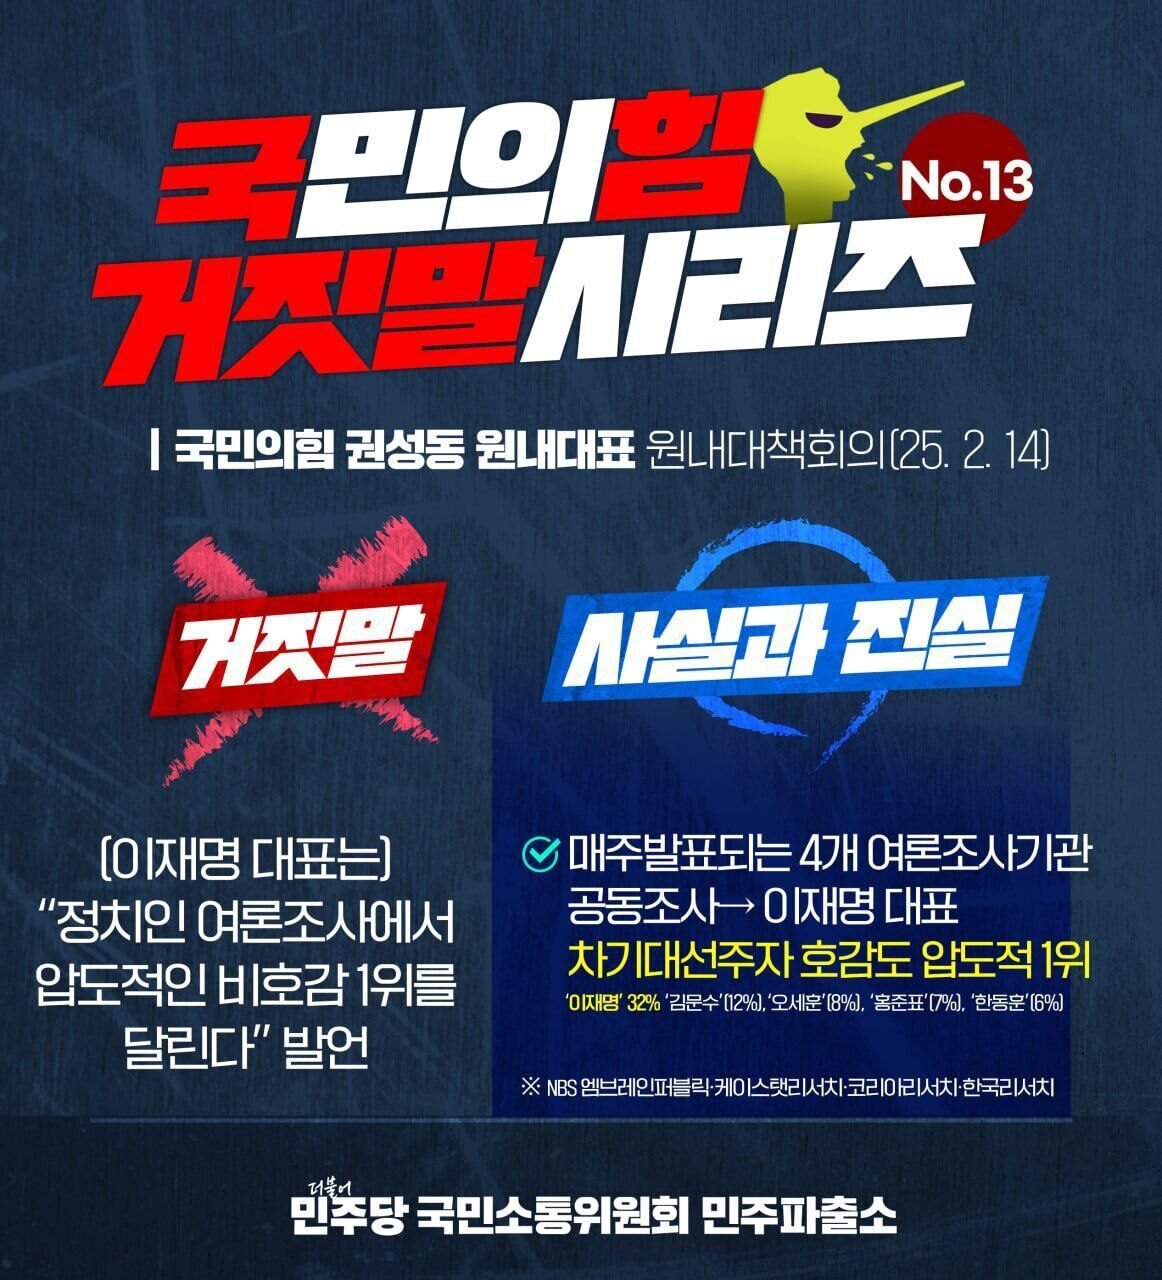 국민의힘
No.13
거짓말시리즈
| 국민의힘 권성동 원내대표 원내대책회의(25. 2. 14)
거짓말
(이재명 대표는)
“정치인 여론조사에서
압도적인 비호감 1위를
달린다” 발언
사실과 진실
매주발표되는 4개 여론조사기관
공동조사→ 이재명 대표
차기대선주자 호감도 압도적 1위
‘이재명’ 32% ‘김문수’(12%), ‘오세훈’(8%), ‘홍준표’(7%), ‘한동훈’(6%)
※ NBS 엠브레인퍼블릭·케이스탯리서치·코리아리서치·한국리서치
더불어
민주당 국민소통위원회 민주파출소